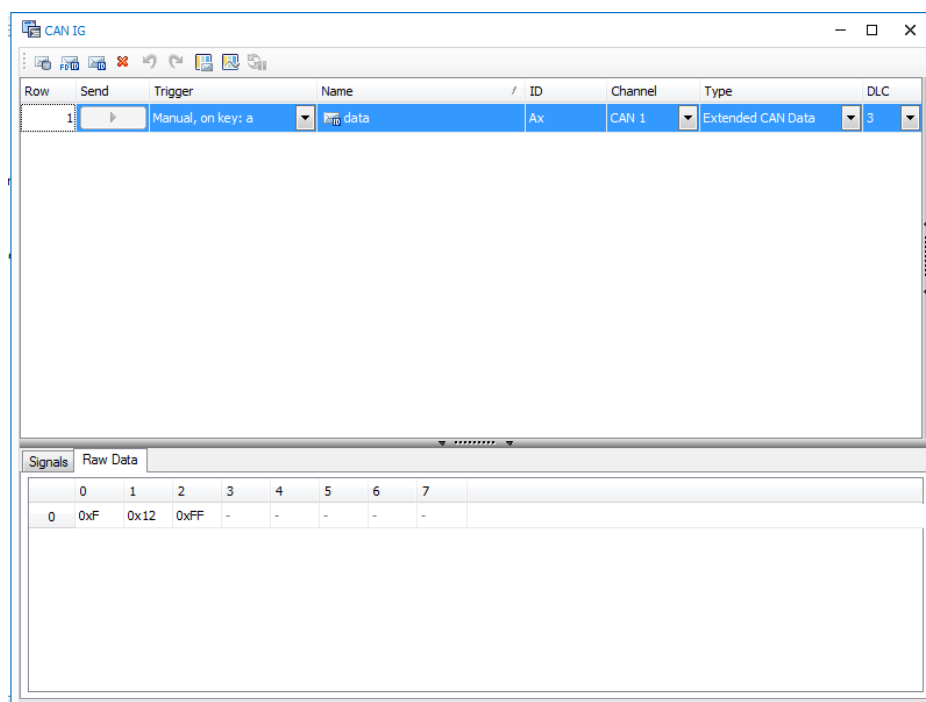 CAN IG
Row Send Trigger Name / ID Channel Type DLC
1 Manual, on key: a data Ax CAN 1 Extended CAN Data 3
Signals Raw Data
0 1 2 3 4 5 6 7
0 0xF 0x12 0xFF - - - - -